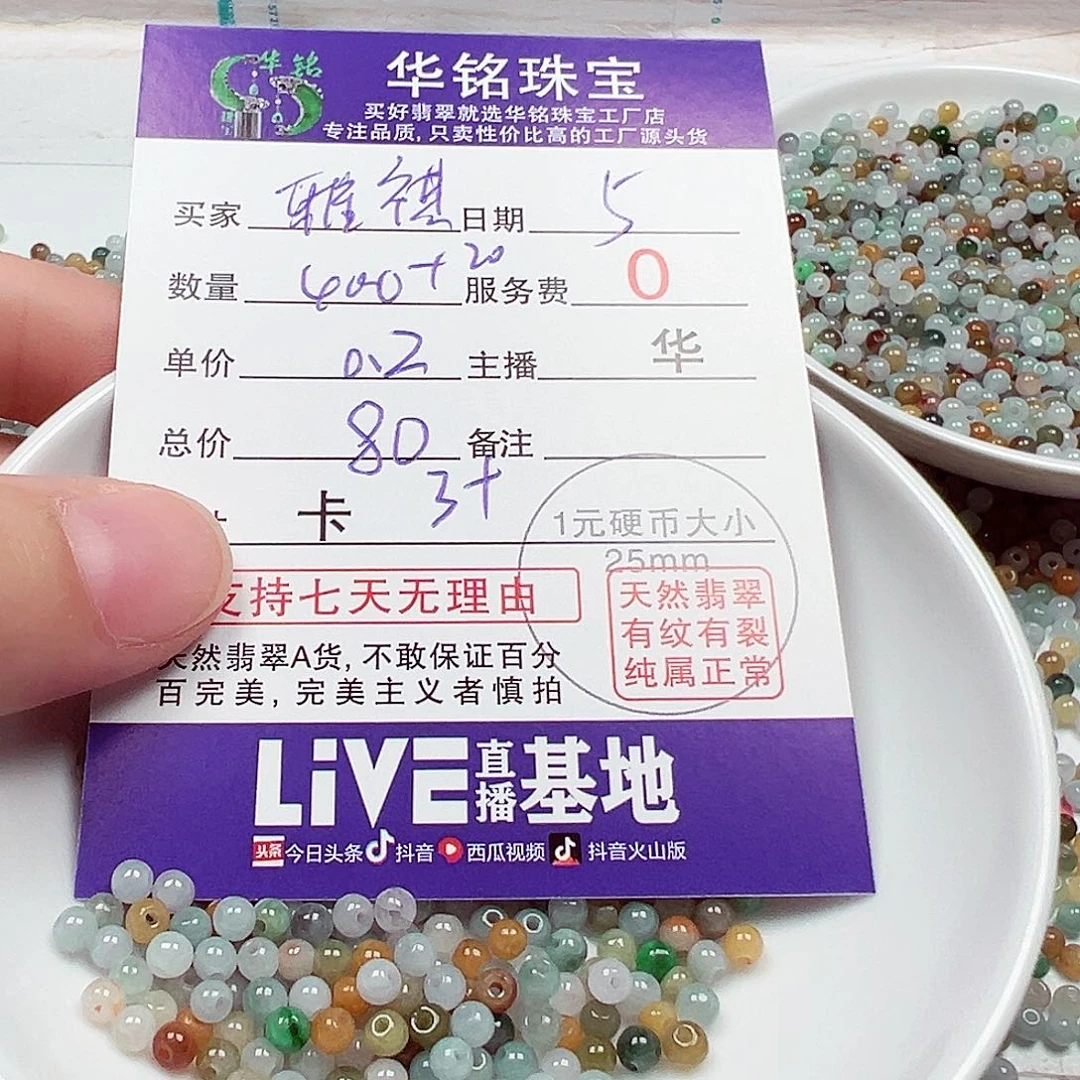 华铭
华铭珠宝
买好翡翠就选华铭珠宝工厂店
专注品质,只卖性价比高的工厂源头货
买家 雅祺 日期 5
数量 400+20 服务费 0
单价 0.2 主播 华
总价 80 备注
卡 3+
1元硬币大小
25mm
支持七天无理由
天然翡翠
有纹有裂
纯属正常
天然翡翠A货,不敢保证百分
百完美,完美主义者慎拍
LiVE直播基地
头条 今日头条 抖音 西瓜视频 抖音火山版